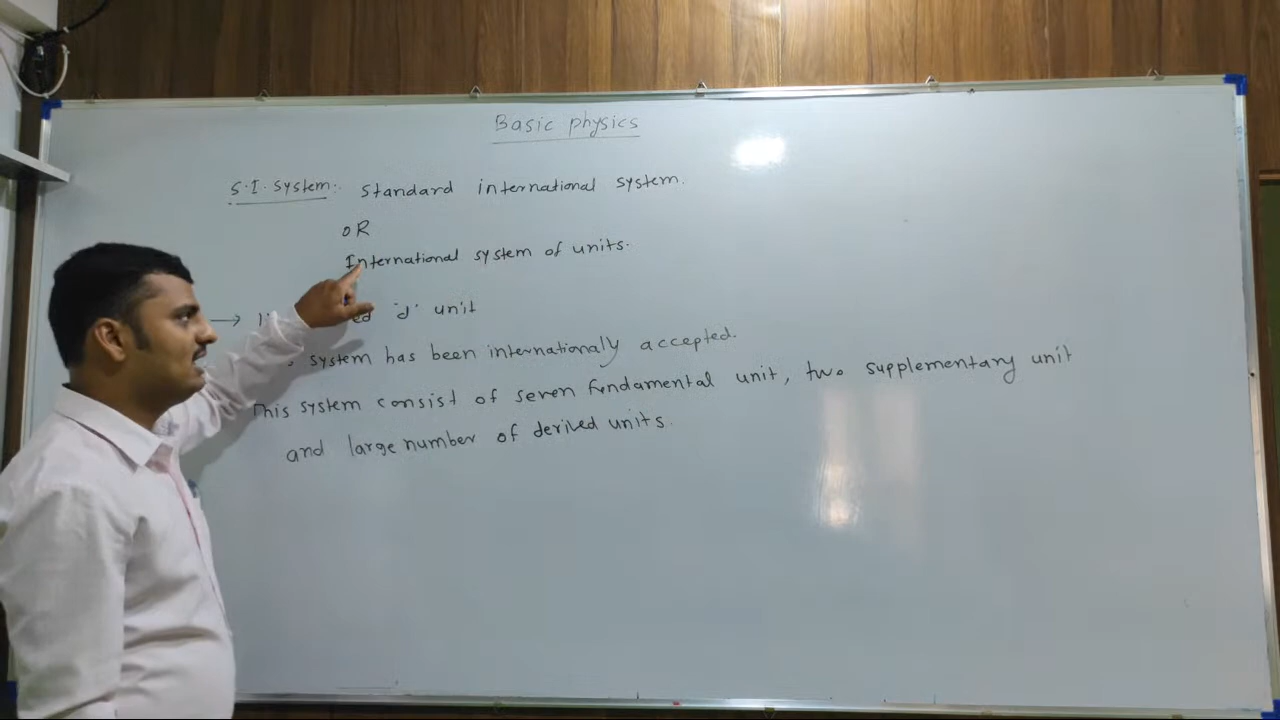 Basic physics
S.I. System:- Standard international system.
OR
International system of units.
→ unit
system has been internationaly accepted.
This system consist of seven fundamental unit, two supplementary unit
and large number of derived units.